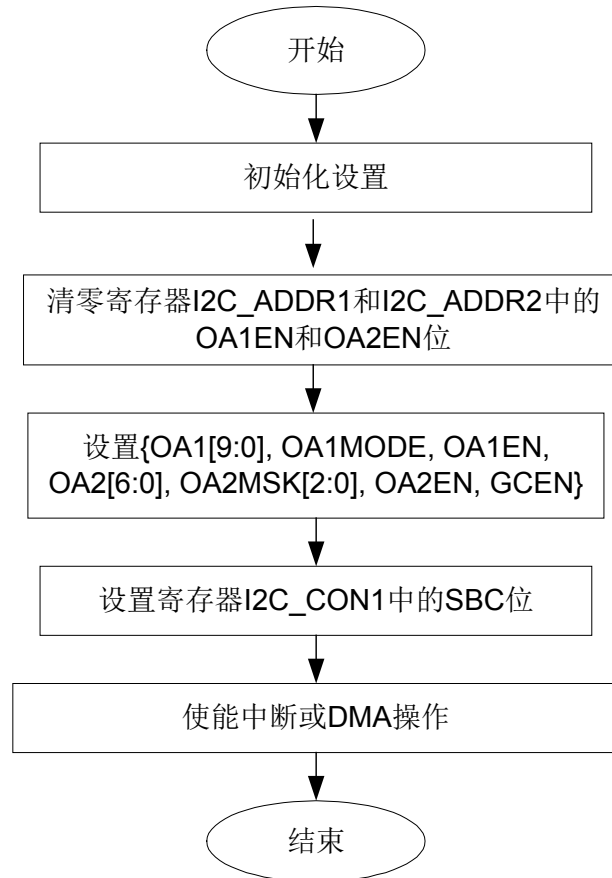 开始
初始化设置
清零寄存器I2C_ADDR1和I2C_ADDR2中的
OA1EN和OA2EN位
设置{OA1[9:0], OA1MODE, OA1EN,
OA2[6:0], OA2MSK[2:0], OA2EN, GCEN}
设置寄存器I2C_CON1中的SBC位
使能中断或DMA操作
结束